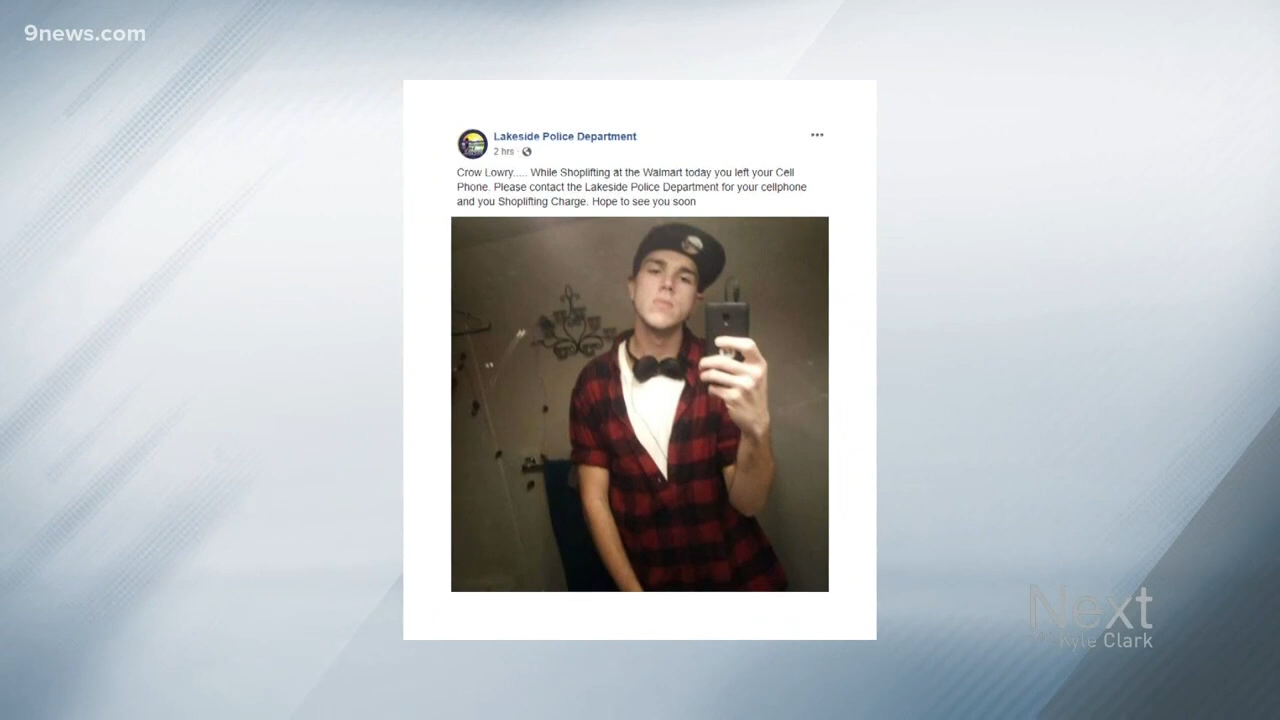 9news.com
Lakeside Police Department
2 hrs ·
Crow Lowry..... While Shoplifting at the Walmart today you left your Cell
Phone. Please contact the Lakeside Police Department for your cellphone
and you Shoplifting Charge. Hope to see you soon
Next
Kyle Clark